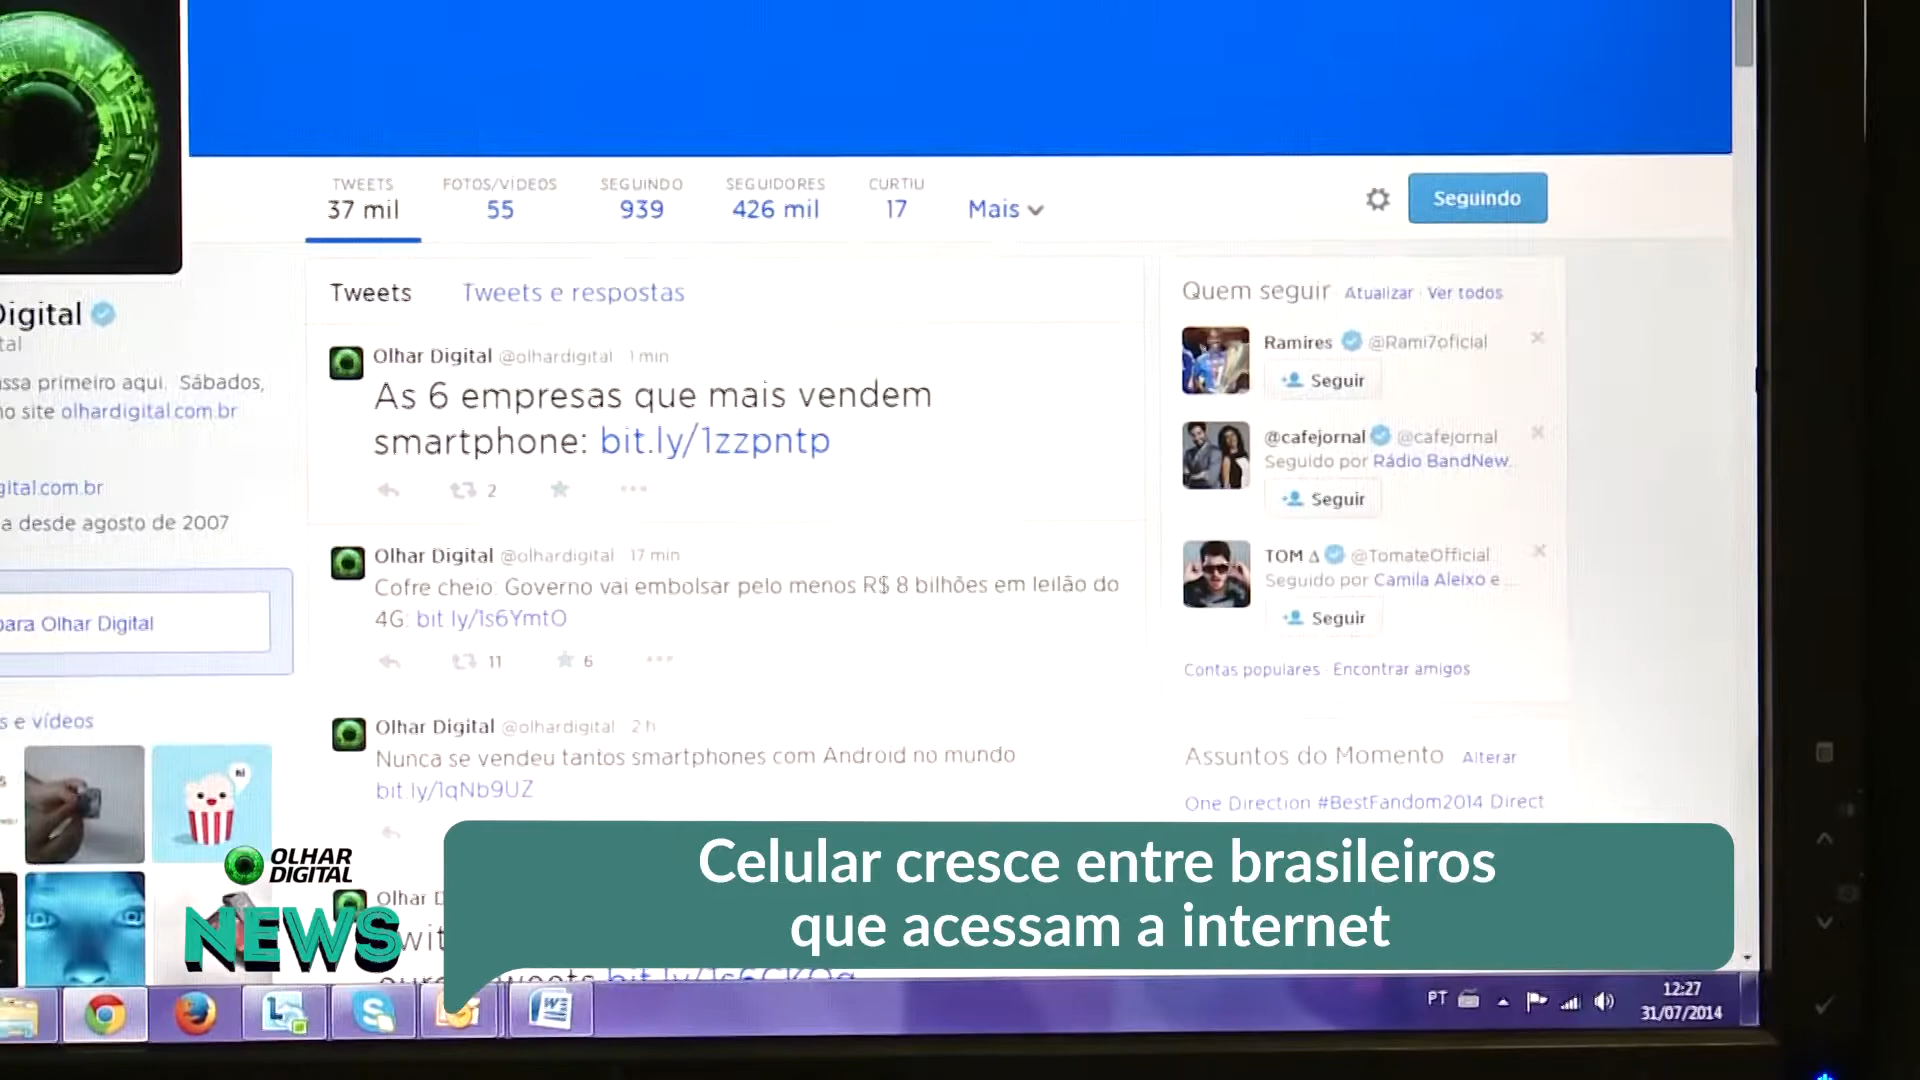 TWEETS
37 mil
FOTOS/VÍDEOS
55
SEGUINDO
939
SEGUIDORES
426 mil
CURTIU
17
Mais
Seguindo
Digital
tal
assa primeiro aqui. Sábados,
no site olhardigital.com.br
gital.com.br
a desde agosto de 2007
para Olhar Digital
s e vídeos
hi
Tweets Tweets e respostas
Olhar Digital @olhardigital 1 min
As 6 empresas que mais vendem
smartphone: bit.ly/1zzpntp
2
Olhar Digital @olhardigital 17 min
Cofre cheio: Governo vai embolsar pelo menos R$ 8 bilhões em leilão do
4G: bit.ly/1s6YmtO
11 6
Olhar Digital @olhardigital 2 h
Nunca se vendeu tantos smartphones com Android no mundo
bit.ly/1qNb9UZ
Olhar D
wit
Quem seguir · Atualizar · Ver todos
Ramires @Rami7oficial
Seguir
@cafejornal @cafejornal
Seguido por Rádio BandNew...
Seguir
TOM Δ @TomateOfficial
Seguido por Camila Aleixo e ...
Seguir
Contas populares · Encontrar amigos
Assuntos do Momento · Alterar
One Direction #BestFandom2014 Direct
OLHAR
DIGITAL
NEWS
Celular cresce entre brasileiros
que acessam a internet
PT
12:27
31/07/2014